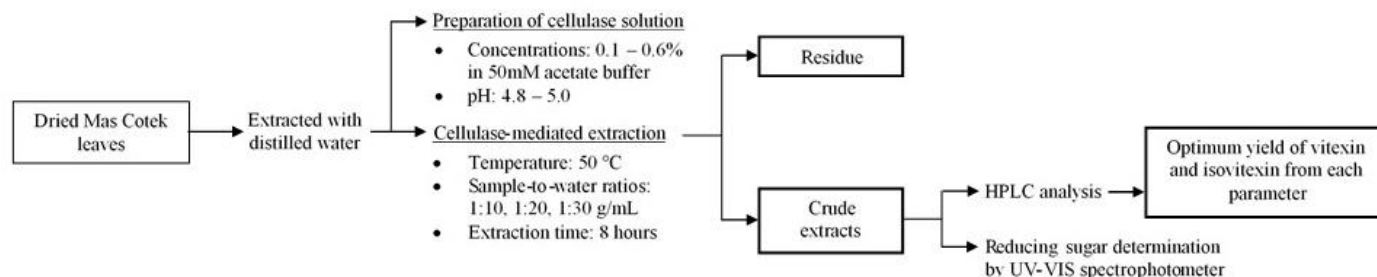 Dried Mas Cotek
leaves
Extracted with
distilled water
Preparation of cellulase solution
• Concentrations: 0.1 – 0.6%
in 50mM acetate buffer
• pH: 4.8 – 5.0
Cellulase-mediated extraction
• Temperature: 50 °C
• Sample-to-water ratios:
1:10, 1:20, 1:30 g/mL
• Extraction time: 8 hours
Residue
Crude
extracts
HPLC analysis
Optimum yield of vitexin
and isovitexin from each
parameter
Reducing sugar determination
by UV-VIS spectrophotometer